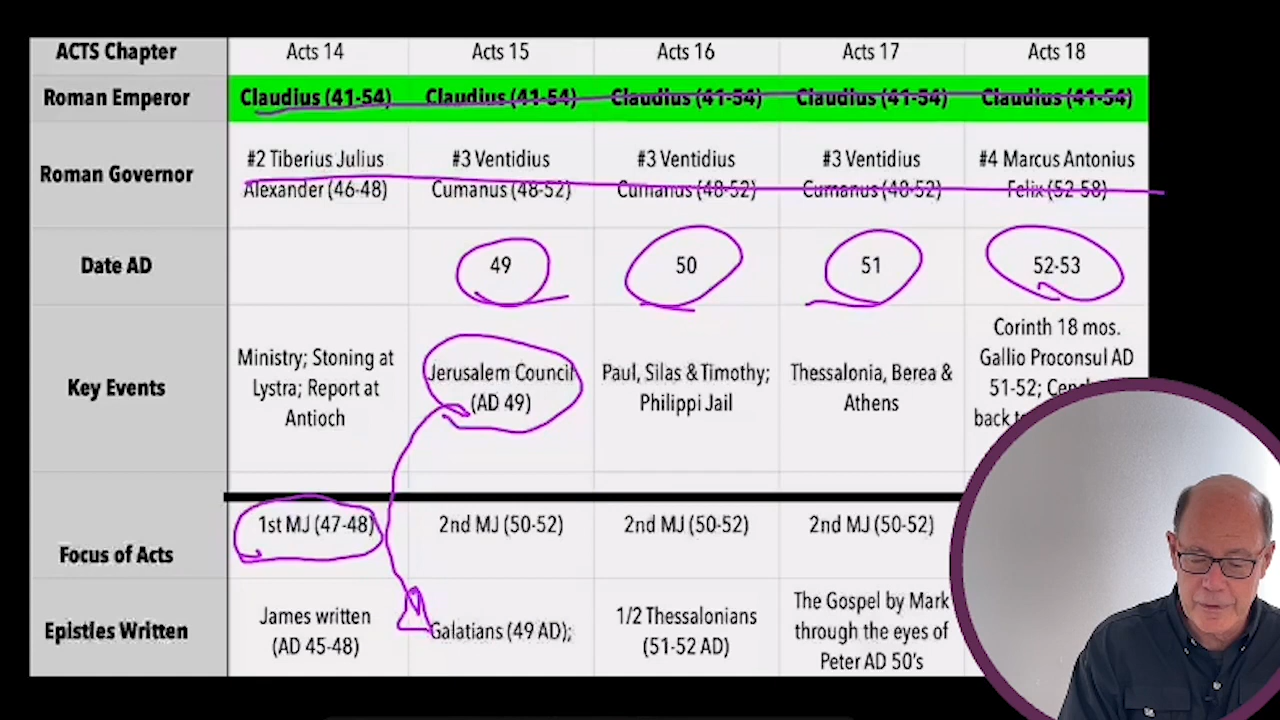 ACTS Chapter Acts 14 Acts 15 Acts 16 Acts 17 Acts 18
Roman Emperor Claudius (41-54) Claudius (41-54) Claudius (41-54) Claudius (41-54) Claudius (41-54)
Roman Governor
#2 Tiberius Julius
Alexander (46-48)
#3 Ventidius
Cumanus (48-52)
#3 Ventidius
Cumanus (48-52)
#3 Ventidius
Cumanus (48-52)
#4 Marcus Antonius
Felix (52-58)
Date AD 49 50 51 52-53
Key Events
Ministry; Stoning at
Lystra; Report at
Antioch
Jerusalem Council
(AD 49)
Paul, Silas & Timothy;
Philippi Jail
Thessalonia, Berea &
Athens
Corinth 18 mos.
Gallio Proconsul AD
51-52;
back
Focus of Acts 1st MJ (47-48) 2nd MJ (50-52) 2nd MJ (50-52) 2nd MJ (50-52)
Epistles Written
James written
(AD 45-48)
Galatians (49 AD);
1/2 Thessalonians
(51-52 AD)
The Gospel by Mark
through the eyes of
Peter AD 50's